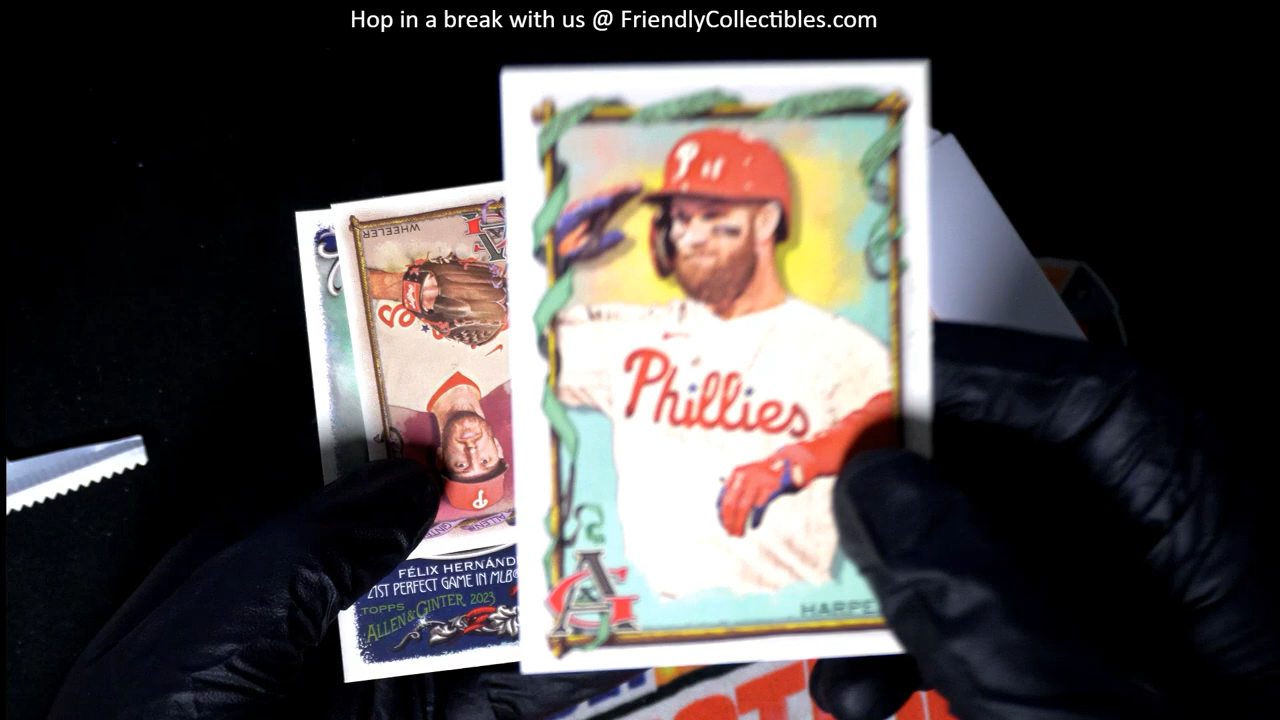 Hop in a break with us @ FriendlyCollectibles.com
WHEELER
Phillies
HARPE
FÉLIX HERNÁND
21ST PERFECT GAME IN MLB
TOPPS
ALLEN & GINTER 2023